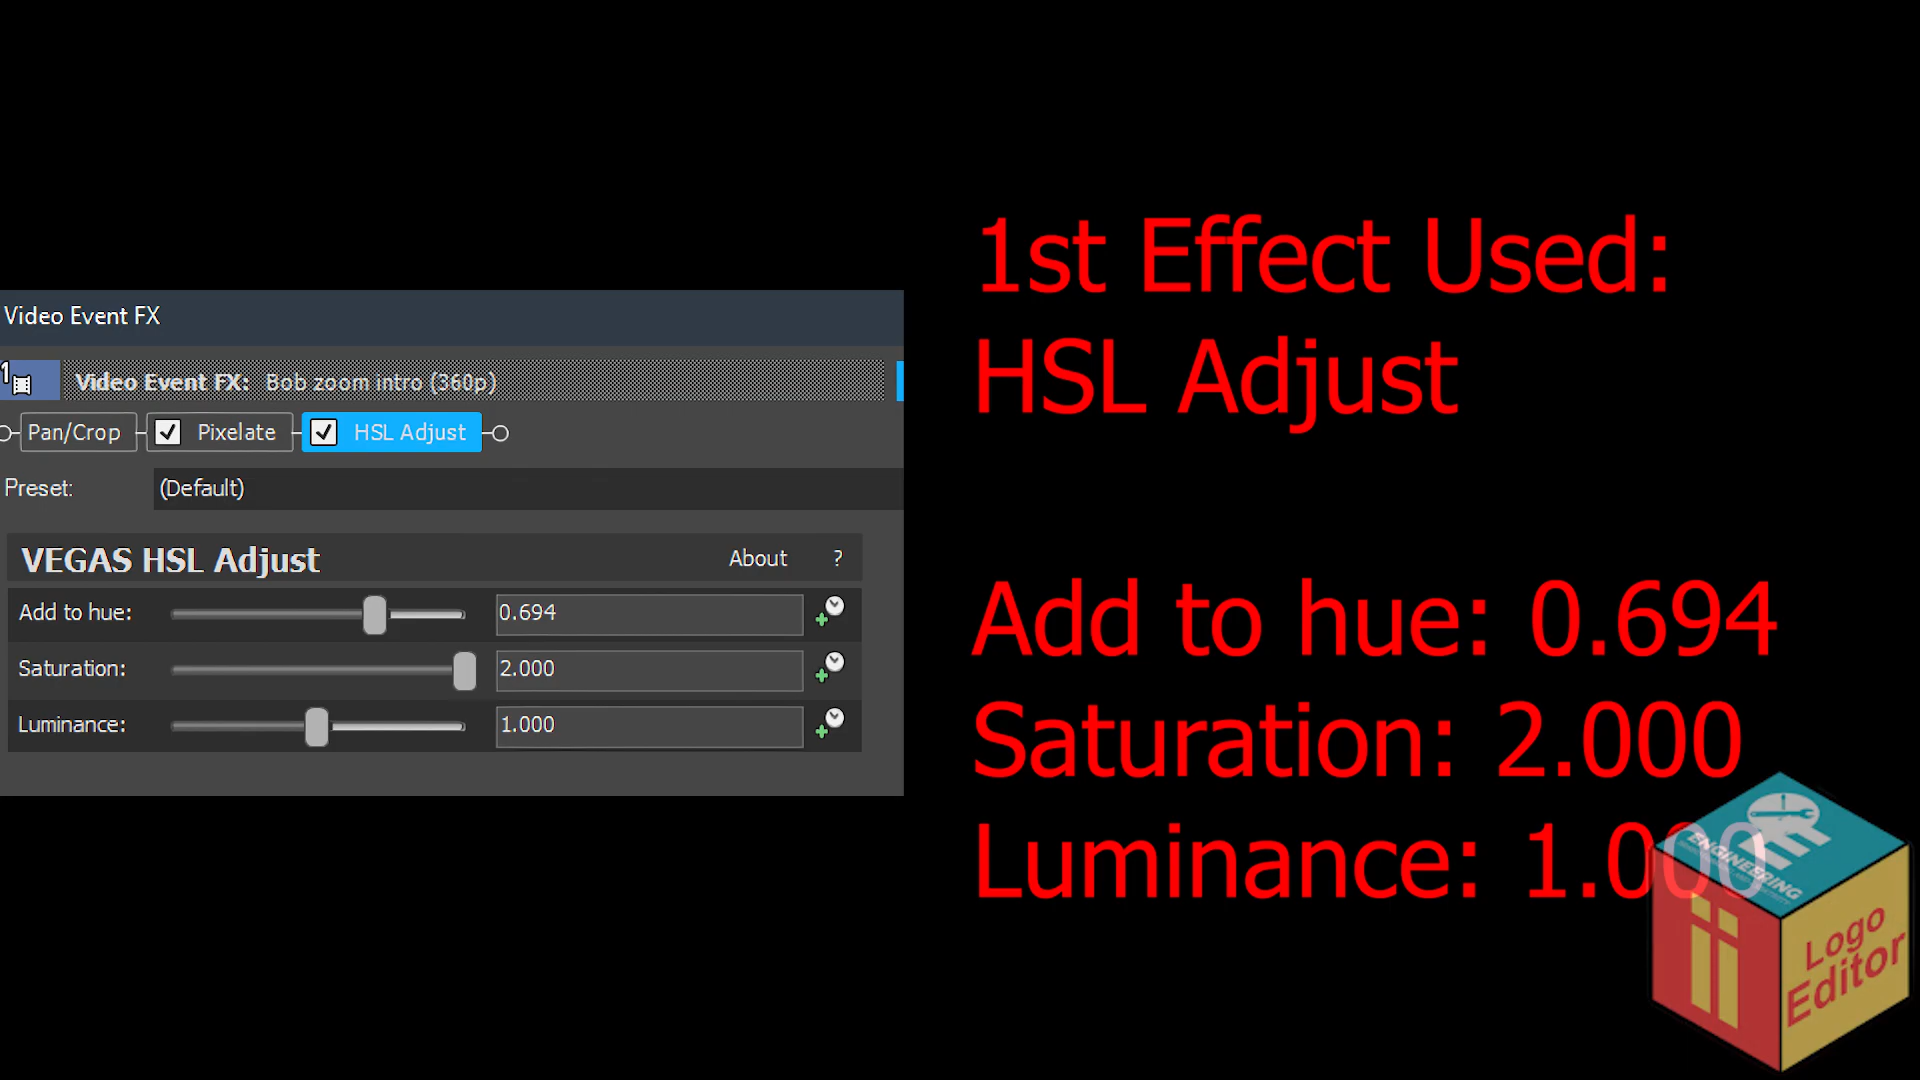 Video Event FX
1
Video Event FX: Bob zoom intro (360p)
Pan/Crop Pixelate HSL Adjust
Preset: (Default)
VEGAS HSL Adjust About ?
Add to hue: 0.694
Saturation: 2.000
Luminance: 1.000
1st Effect Used:
HSL Adjust
Add to hue: 0.694
Saturation: 2.000
Luminance: 1.000
E
ENGINEERING
ii
Logo
Editor